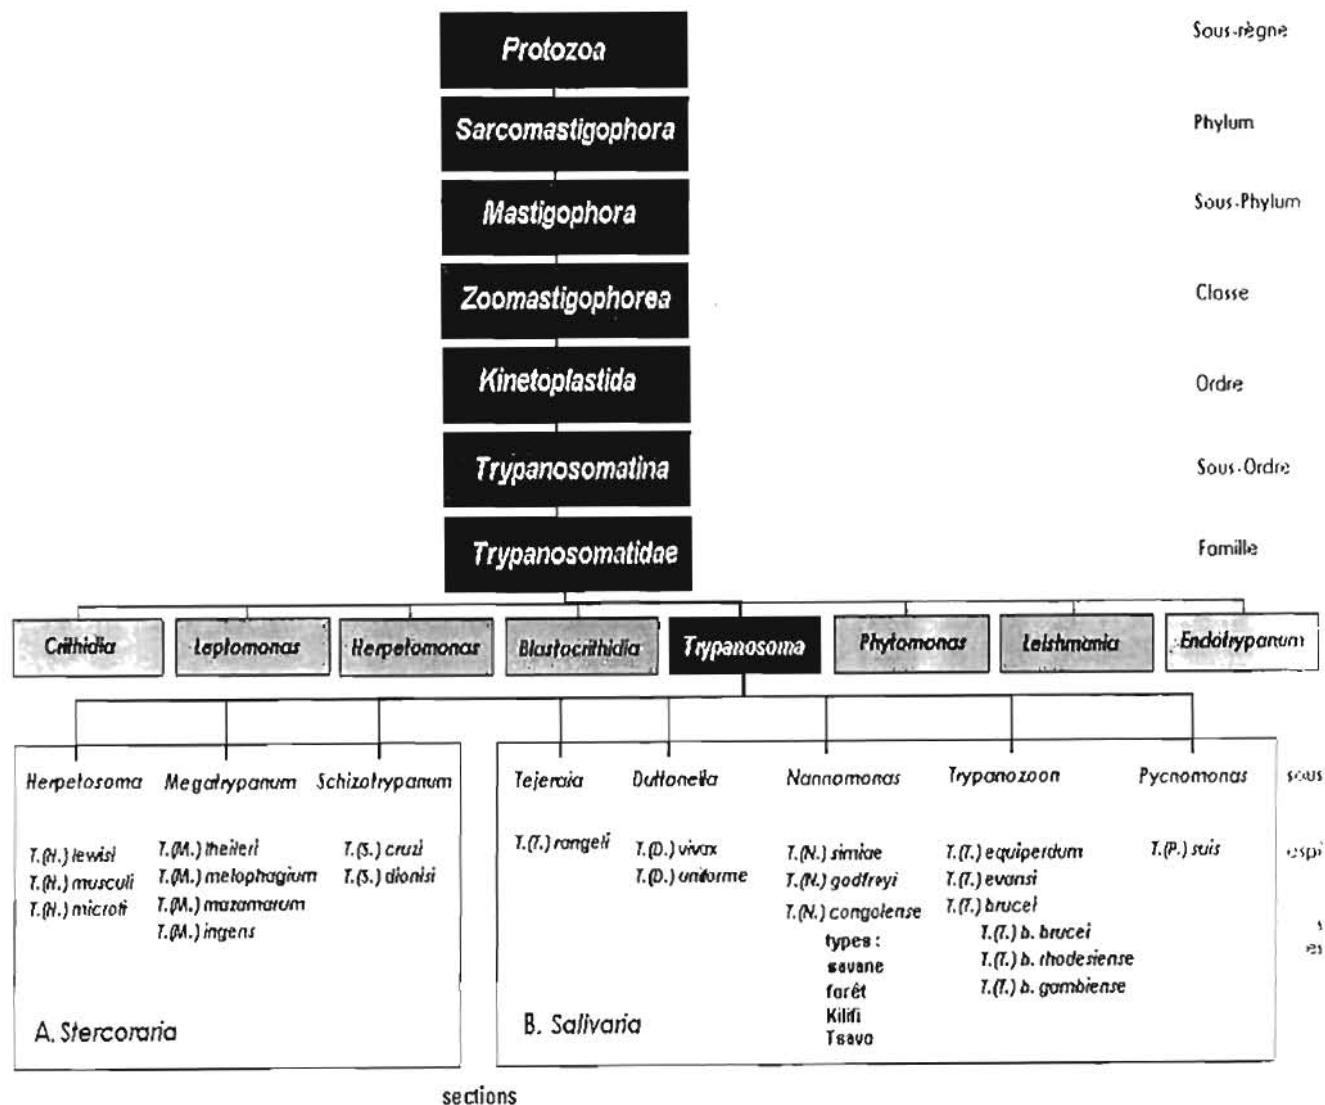 Protozoa Sous-règne
Sarcomastigophora Phylum
Mastigophora Sous-Phylum
Zoomastigophorea Classe
Kinetoplastida Ordre
Trypanosomatina Sous-Ordre
Trypanosomatidae Famille
Crithidia Leptomonas Herpetomonas Blastocrithidia Trypanosoma Phytomonas Leishmania Endotrypanum
Herpetosoma Megatrypanum Schizotrypanum Tejeraia Duttonella Nannomonas Trypanozoon Pycnomonas sous
T.(H.) lewisi
T.(H.) musculi
T.(H.) microti
T.(M.) theileri
T.(M.) melophagium
T.(M.) mazamarum
T.(M.) ingens
T.(S.) cruzi
T.(S.) dionisi
A. Stercoraria
T.(T.) rangeli
T.(D.) vivax
T.(D.) uniforme
T.(N.) simiae
T.(N.) godfreyi
T.(N.) congolense
types :
savane
forêt
Kilifi
Tsavo
T.(T.) equiperdum
T.(T.) evansi
T.(T.) brucei
T.(T.) b. brucei
T.(T.) b. rhodesiense
T.(T.) b. gambiense
T.(P.) suis
B. Salivaria
sections